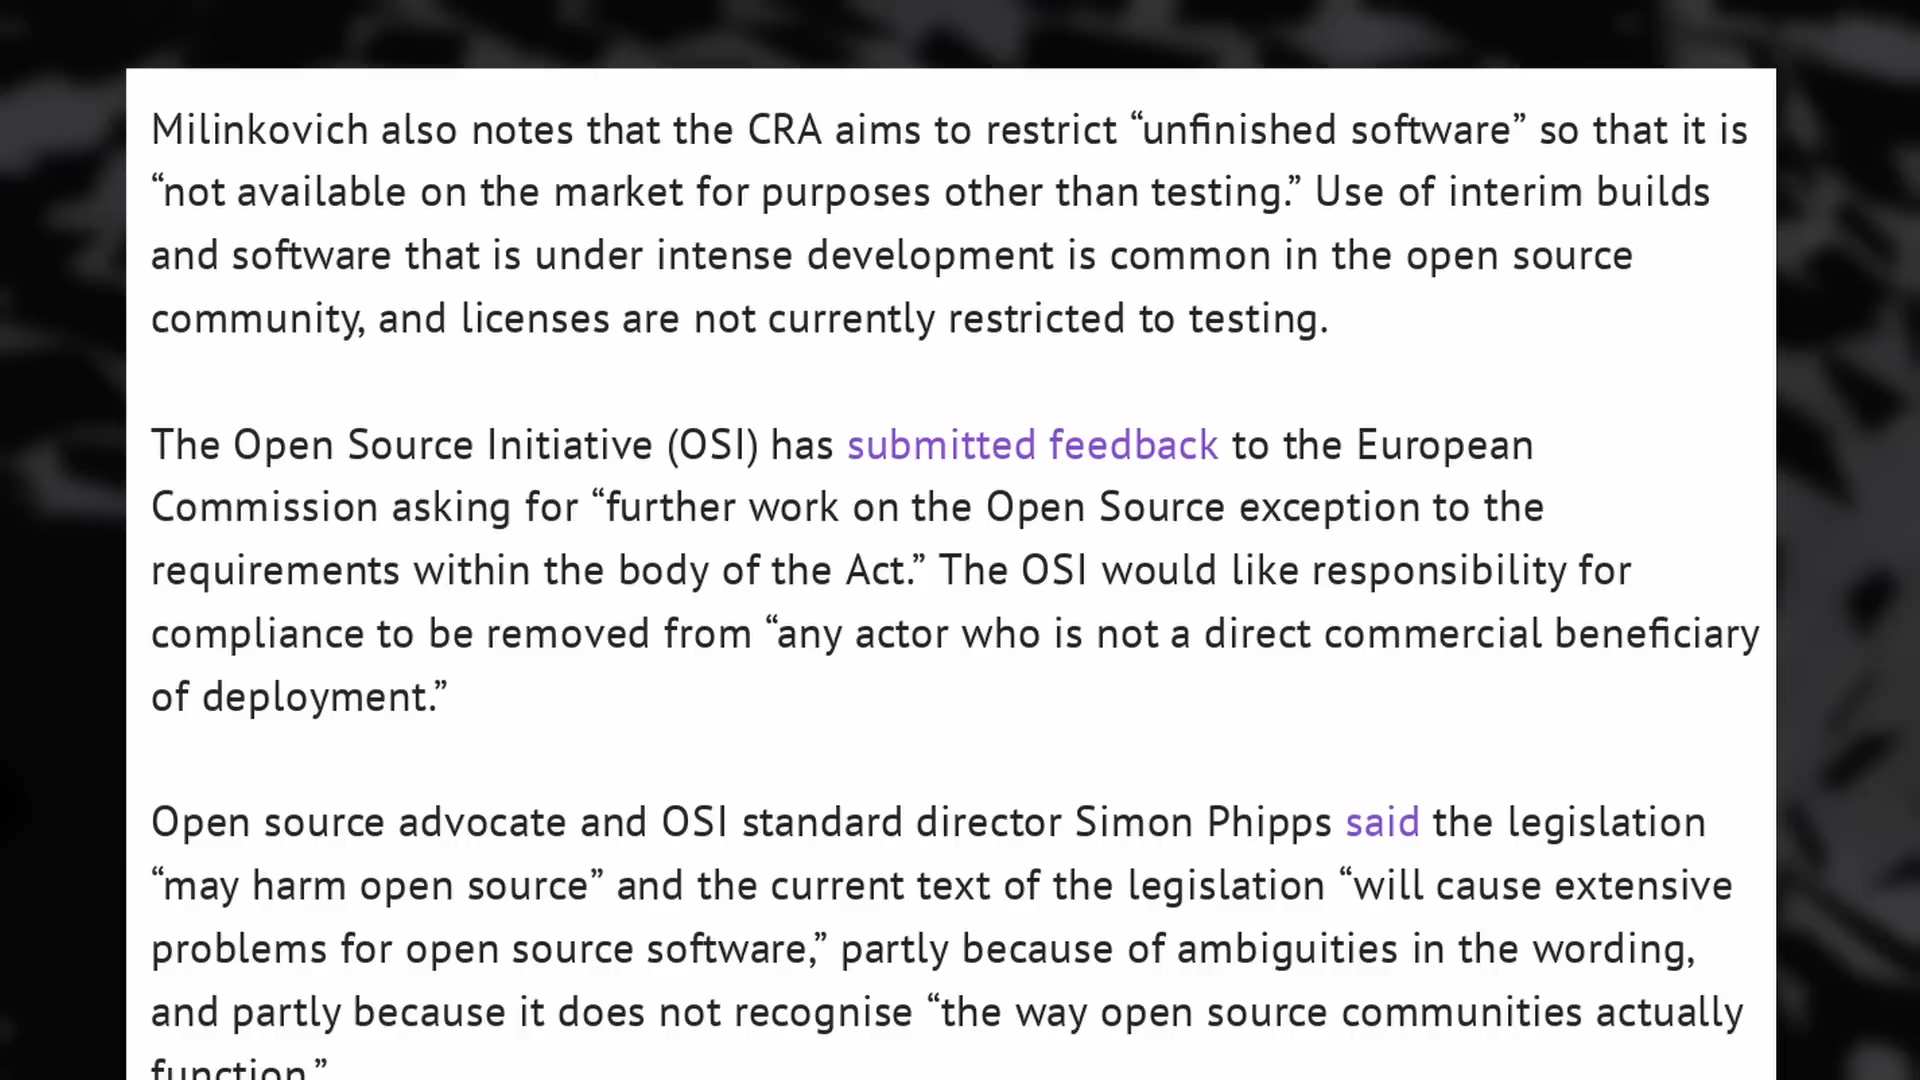 Milinkovich also notes that the CRA aims to restrict “unfinished software” so that it is
“not available on the market for purposes other than testing.” Use of interim builds
and software that is under intense development is common in the open source
community, and licenses are not currently restricted to testing.
The Open Source Initiative (OSI) has submitted feedback to the European
Commission asking for “further work on the Open Source exception to the
requirements within the body of the Act.” The OSI would like responsibility for
compliance to be removed from “any actor who is not a direct commercial beneficiary
of deployment.”
Open source advocate and OSI standard director Simon Phipps said the legislation
“may harm open source” and the current text of the legislation “will cause extensive
problems for open source software,” partly because of ambiguities in the wording,
and partly because it does not recognise “the way open source communities actually
function.”